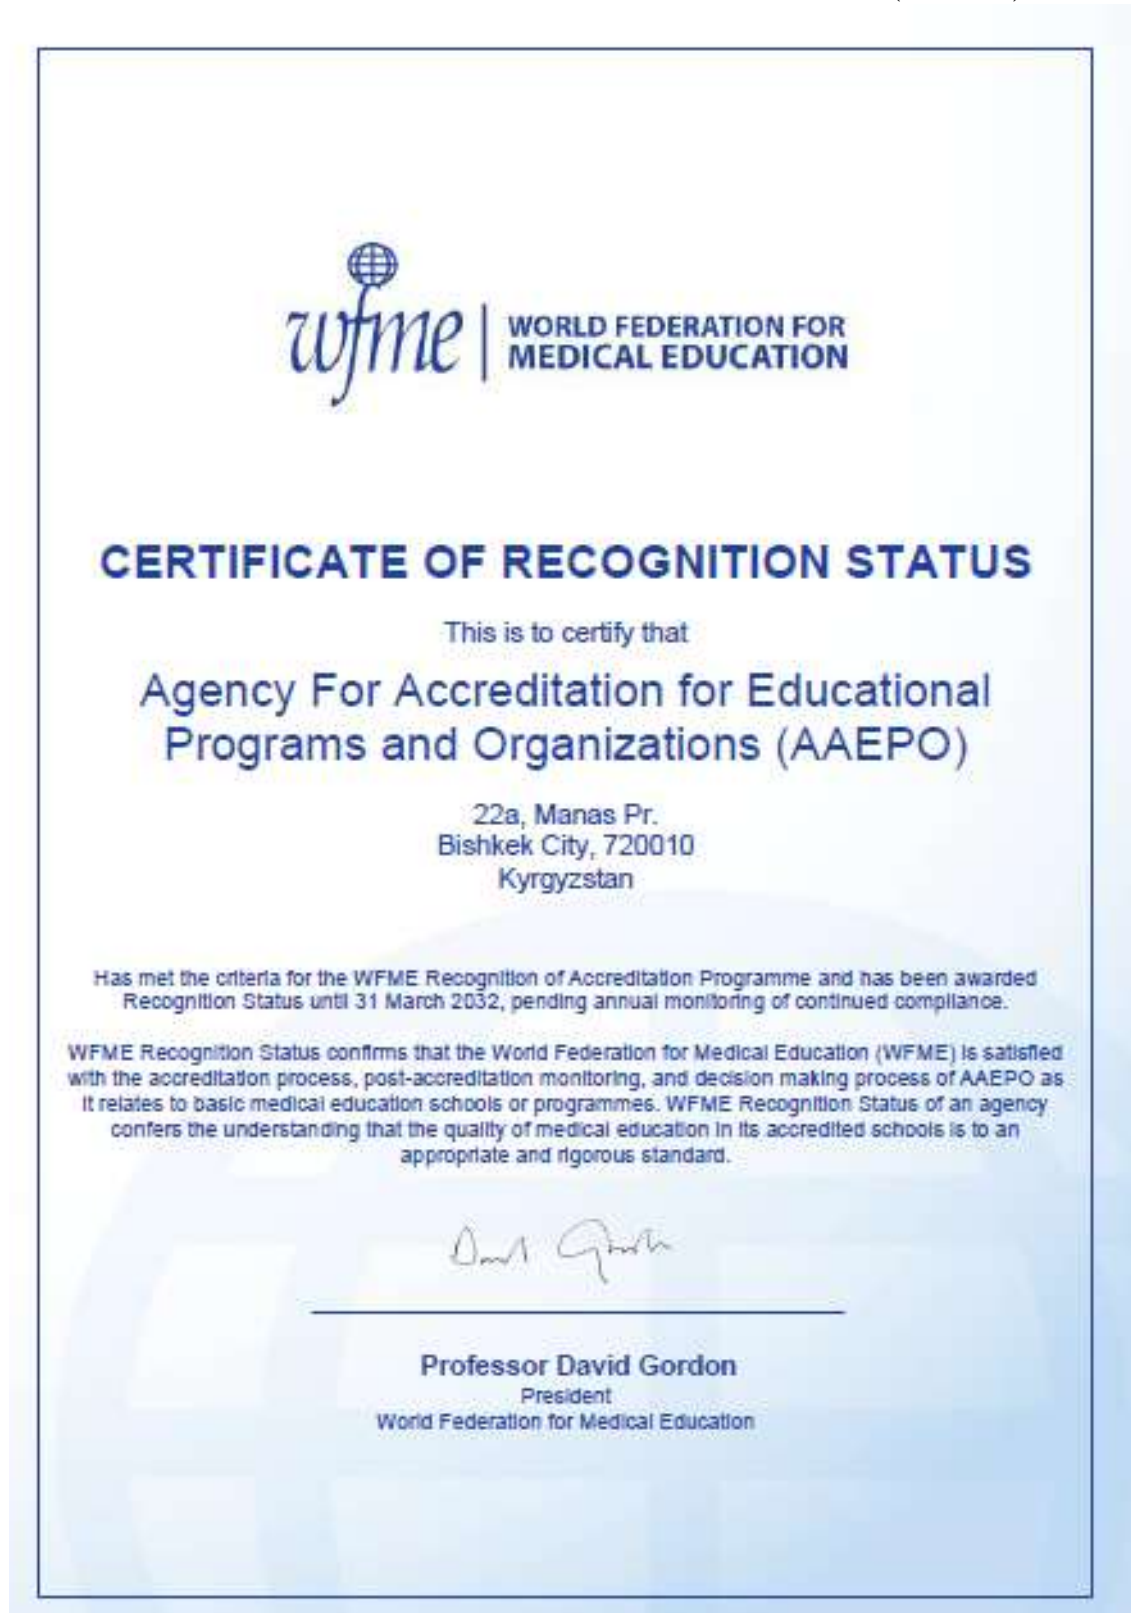 wfme
WORLD FEDERATION FOR
MEDICAL EDUCATION
CERTIFICATE OF RECOGNITION STATUS
This is to certify that
Agency For Accreditation for Educational
Programs and Organizations (AAEPO)
22a, Manas Pr.
Bishkek City, 720010
Kyrgyzstan
Has met the criteria for the WFME Recognition of Accreditation Programme and has been awarded
Recognition Status until 31 March 2032, pending annual monitoring of continued compliance.
WFME Recognition Status confirms that the World Federation for Medical Education (WFME) is satisfied
with the accreditation process, post-accreditation monitoring, and decision making process of AAEPO as
it relates to basic medical education schools or programmes. WFME Recognition Status of an agency
confers the understanding that the quality of medical education in its accredited schools is to an
appropriate and rigorous standard.
David Gordon
Professor David Gordon
President
World Federation for Medical Education